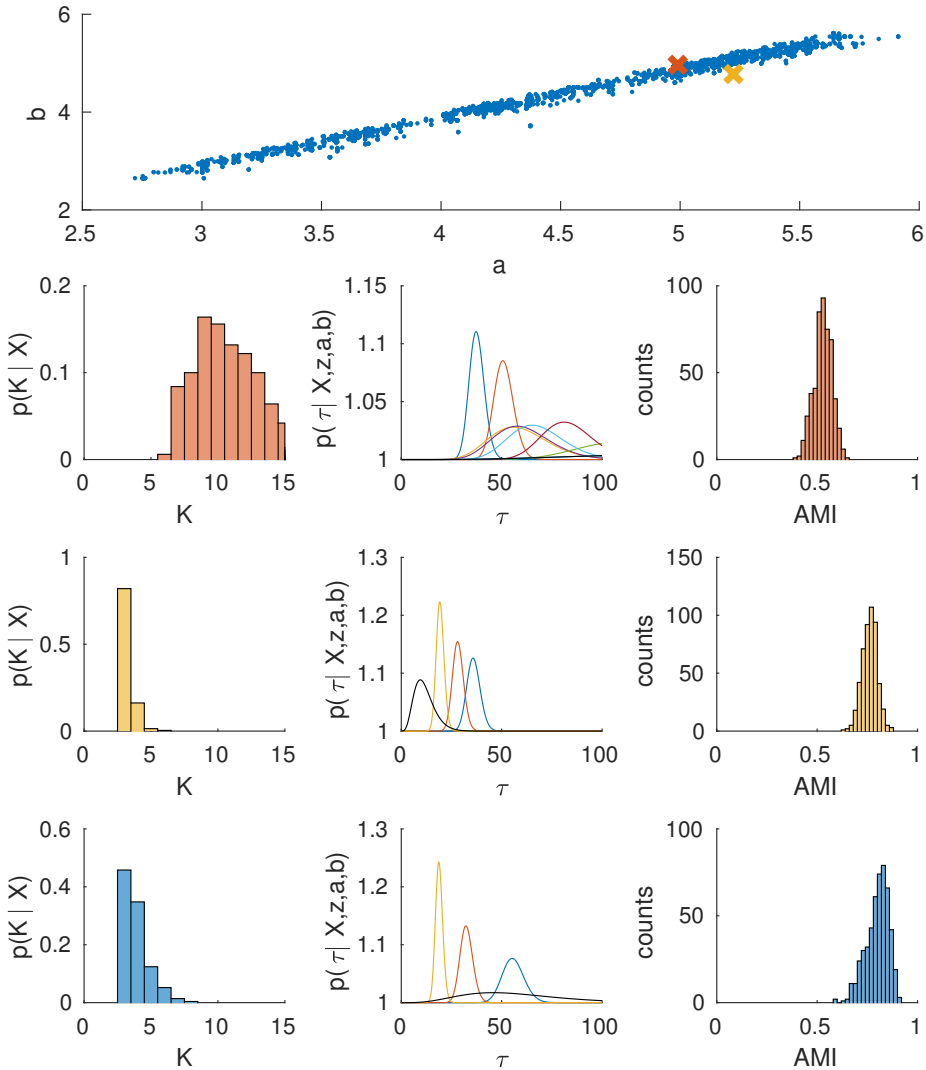 6
4
2
b
2.5 3 3.5 4 4.5 5 5.5 6
a
0.2 1.15 100
0.1 1.1 50
1.05
0 1 0
p(K | X) p( τ| X,z,a,b) counts
0 5 10 15 0 50 100 0 0.5 1
K τ AMI
1 1.3 150
0.5 1.2 100
1.1 50
0 1 0
p(K | X) p( τ| X,z,a,b) counts
0 5 10 15 0 50 100 0 0.5 1
K τ AMI
0.6 1.3 100
0.4 1.2 50
0.2 1.1
0 1 0
p(K | X) p( τ| X,z,a,b) counts
0 5 10 15 0 50 100 0 0.5 1
K τ AMI